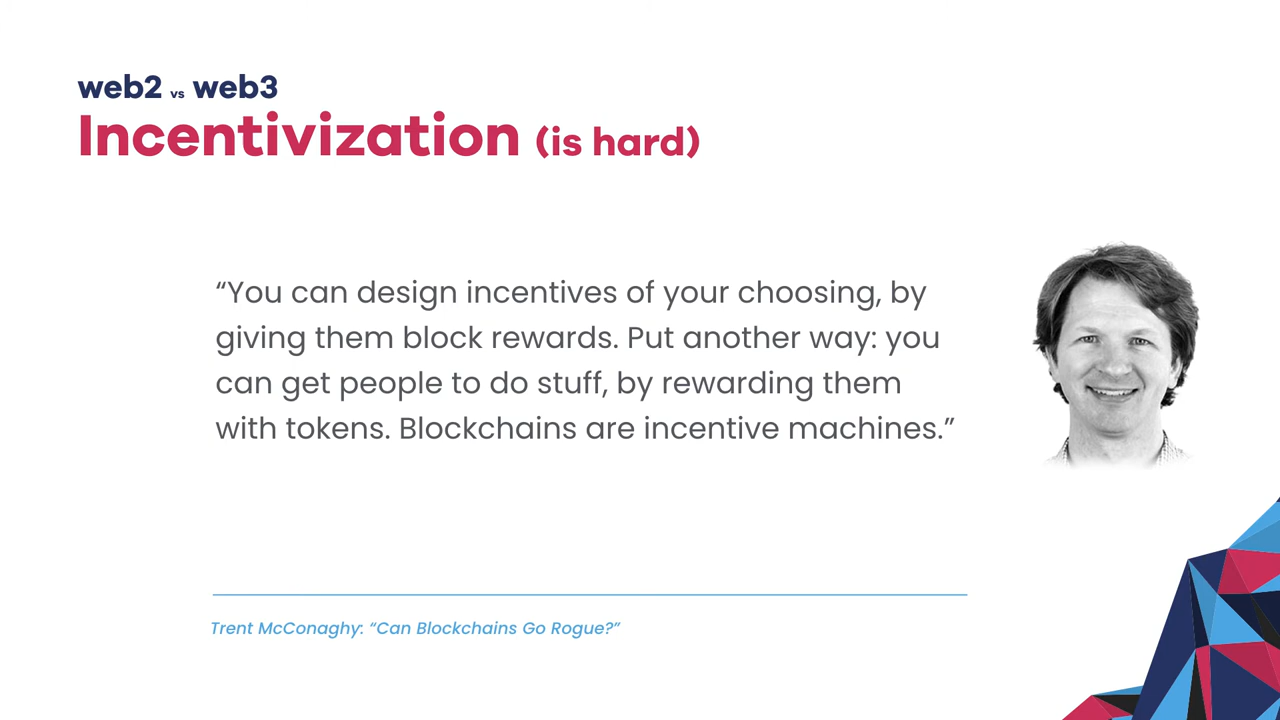 web2 vs web3
Incentivization (is hard)
“You can design incentives of your choosing, by
giving them block rewards. Put another way: you
can get people to do stuff, by rewarding them
with tokens. Blockchains are incentive machines.”
Trent McConaghy: “Can Blockchains Go Rogue?”